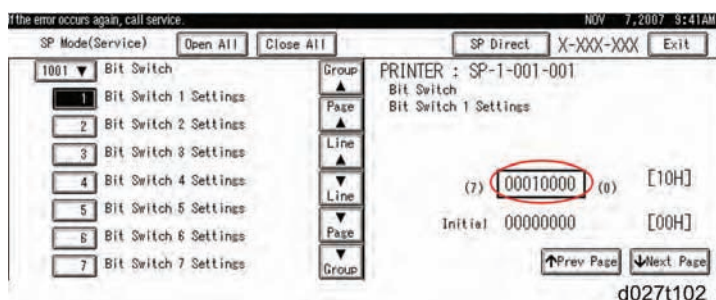 If the error occurs again, call service. NOV 7,2007 9:41AM
SP Mode(Service) Open All Close All SP Direct X-XXX-XXX Exit
1001 ▼ Bit Switch
1 Bit Switch 1 Settings
2 Bit Switch 2 Settings
3 Bit Switch 3 Settings
4 Bit Switch 4 Settings
5 Bit Switch 5 Settings
6 Bit Switch 6 Settings
7 Bit Switch 7 Settings
Group ▲
Page ▲
Line ▲
▼ Line
▼ Page
▼ Group
PRINTER : SP-1-001-001
Bit Switch
Bit Switch 1 Settings
(7) 00010000 (0) [10H]
Initial 00000000 [00H]
↑Prev Page ↓Next Page
d027t102